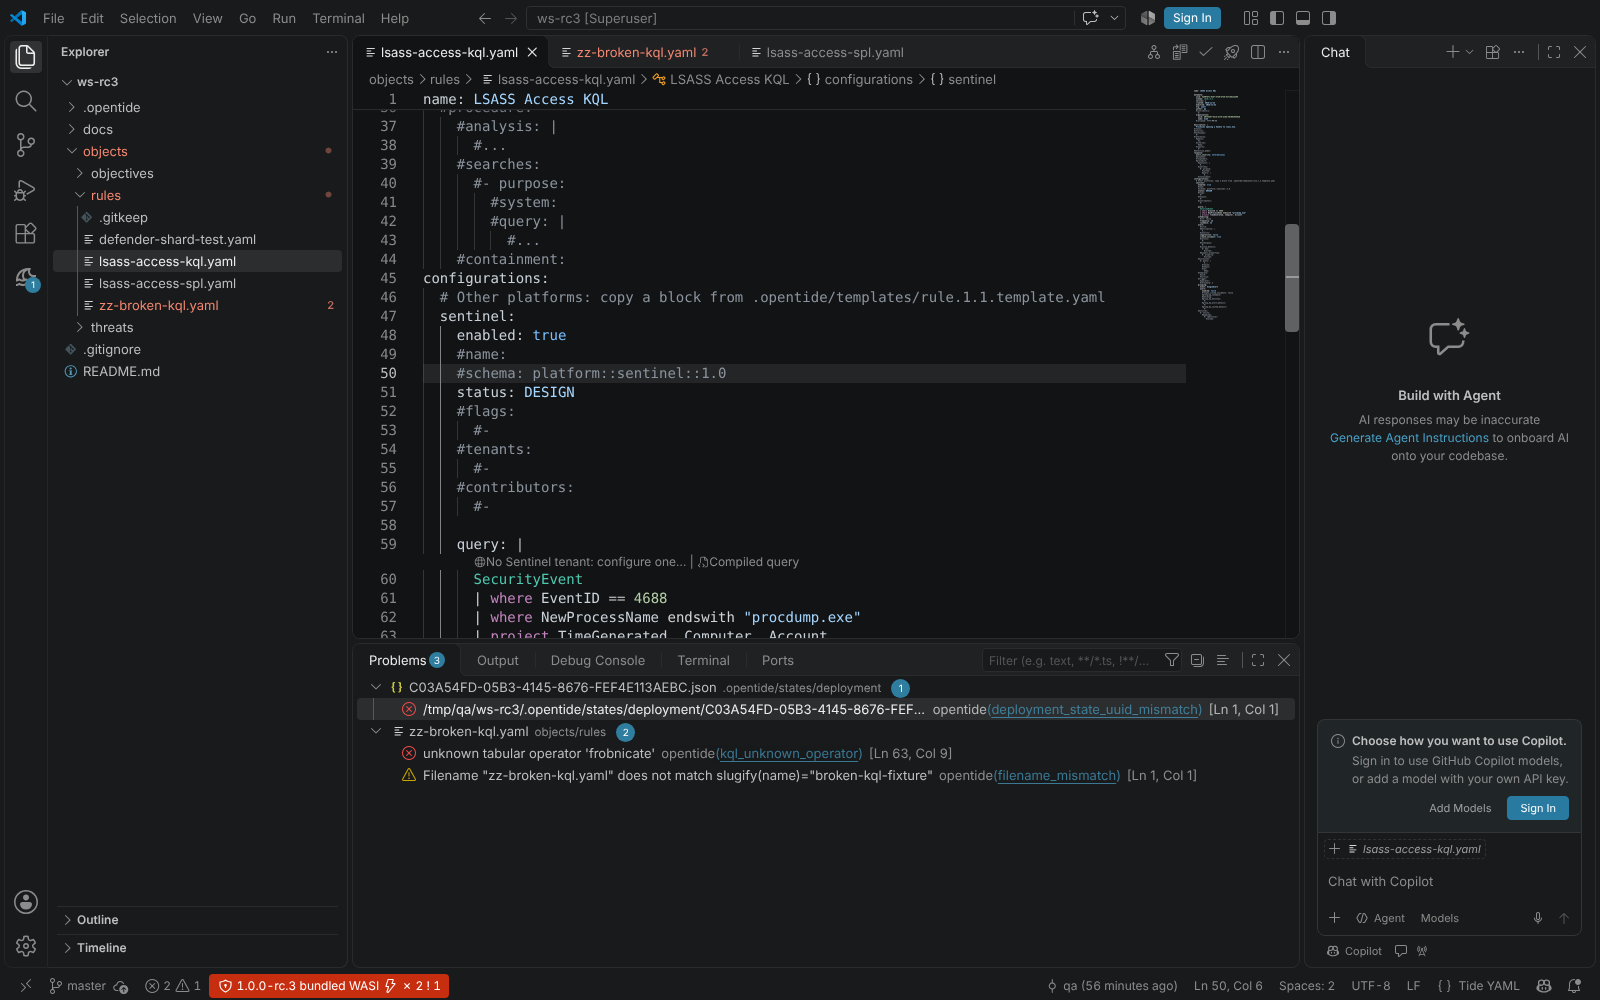 File Edit Selection View Go Run Terminal Help
ws-rc3 [Superuser]
Sign In
Explorer
ws-rc3
.opentide
docs
objects
objectives
rules
.gitkeep
defender-shard-test.yaml
lsass-access-kql.yaml
lsass-access-spl.yaml
zz-broken-kql.yaml 2
threats
.gitignore
README.md
1
Outline
Timeline
lsass-access-kql.yaml
zz-broken-kql.yaml 2
lsass-access-spl.yaml
objects > rules > lsass-access-kql.yaml > LSASS Access KQL > { } configurations > { } sentinel
1 name: LSASS Access KQL
37 #analysis: |
38 #...
39 #searches:
40 #- purpose:
41 #system:
42 #query: |
43 #...
44 #containment:
45 configurations:
46 # Other platforms: copy a block from .opentide/templates/rule.1.1.template.yaml
47 sentinel:
48 enabled: true
49 #name:
50 #schema: platform::sentinel::1.0
51 status: DESIGN
52 #flags:
53 #-
54 #tenants:
55 #-
56 #contributors:
57 #-
58
59 query: |
No Sentinel tenant: configure one... | Compiled query
60 SecurityEvent
61 | where EventID == 4688
62 | where NewProcessName endswith "procdump.exe"
63 | project TimeGenerated, Computer, Account
Problems 3 Output Debug Console Terminal Ports
Filter (e.g. text, **/*.ts, !**/...
{} C03A54FD-05B3-4145-8676-FEF4E113AEBC.json .opentide/states/deployment 1
/tmp/qa/ws-rc3/.opentide/states/deployment/C03A54FD-05B3-4145-8676-FEF... opentide(deployment_state_uuid_mismatch) [Ln 1, Col 1]
zz-broken-kql.yaml objects/rules 2
unknown tabular operator 'frobnicate' opentide(kql_unknown_operator) [Ln 63, Col 9]
Filename "zz-broken-kql.yaml" does not match slugify(name)="broken-kql-fixture" opentide(filename_mismatch) [Ln 1, Col 1]
Chat
Build with Agent
AI responses may be inaccurate
Generate Agent Instructions to onboard AI
onto your codebase.
Choose how you want to use Copilot.
Sign in to use GitHub Copilot models,
or add a model with your own API key.
Add Models Sign In
lsass-access-kql.yaml
Chat with Copilot
Agent Models
Copilot
master 2 1 1.0.0-rc.3 bundled WASI × 2 ! 1
qa (56 minutes ago) Ln 50, Col 6 Spaces: 2 UTF-8 LF { } Tide YAML